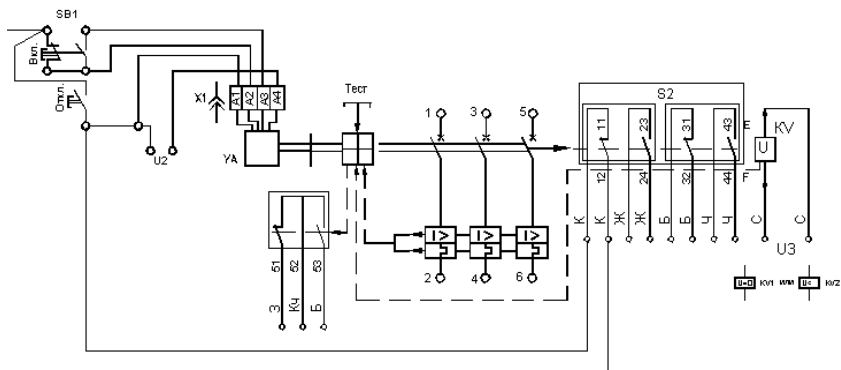 SB1
Вкл.
Откл.
X1
A1 A2 A3 A4
U2
YA
Тест
1 3 5
S2
11 23 31 43
E
KV
U
12 24 32 44
F
К К Ж Ж Б Б Ч Ч С С
U3
I> I> I>
2 4 6
51 52 53
З Кч Б
U=0 KV1 или U< KV2